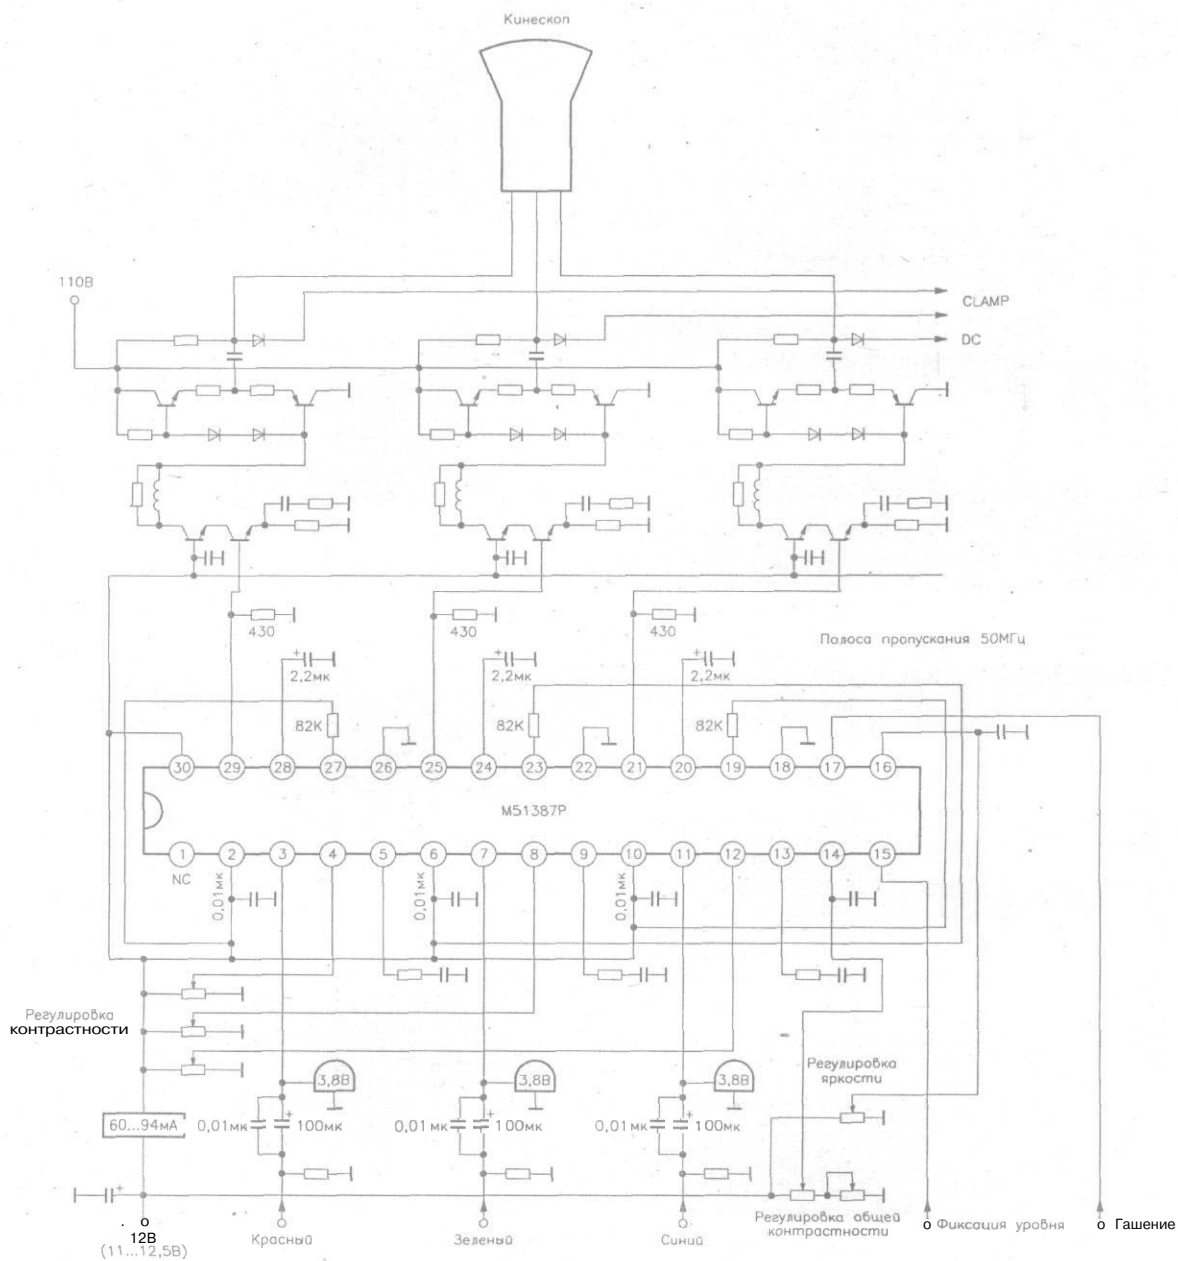 Кинескоп
110В
CLAMP
DC
430
430
430
Полоса пропускания 50МГц
+
2,2мк
+
2,2мк
+
2,2мк
82К
82К
82К
30 29 28 27 26 25 24 23 22 21 20 19 18 17 16
M51387P
1 2 3 4 5 6 7 8 9 10 11 12 13 14 15
NC
0,01мк
0,01мк
0,01мк
Регулировка
контрастности
Регулировка
яркости
3,8В
3,8В
3,8В
60...94мА
0,01мк
+
100мк
0,01мк
+
100мк
0,01мк
+
100мк
+
12В
(11...12,5В)
Красный
Зеленый
Синий
Регулировка общей
контрастности
Фиксация уровня
Гашение